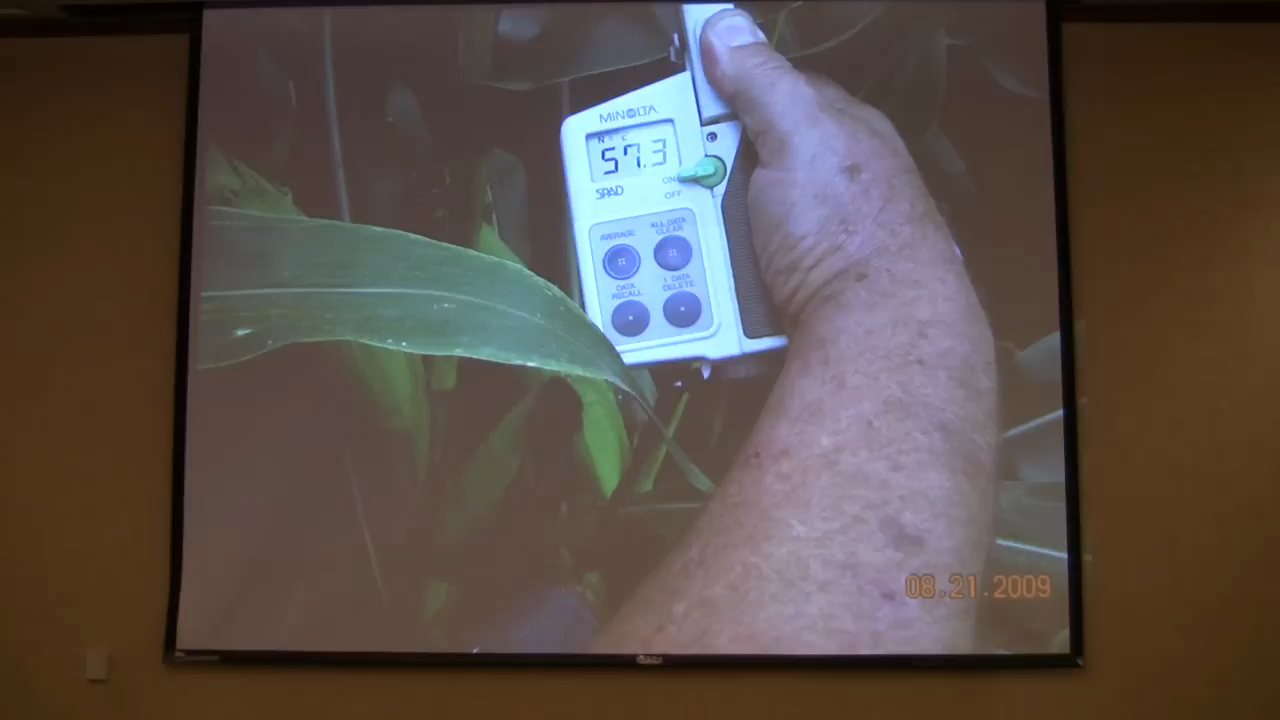 MINOLTA
N= C
57.3
SPAD
ON
OFF
AVERAGE
ALL DATA
CLEAR
DATA
RECALL
1 DATA
DELETE
08.21.2009